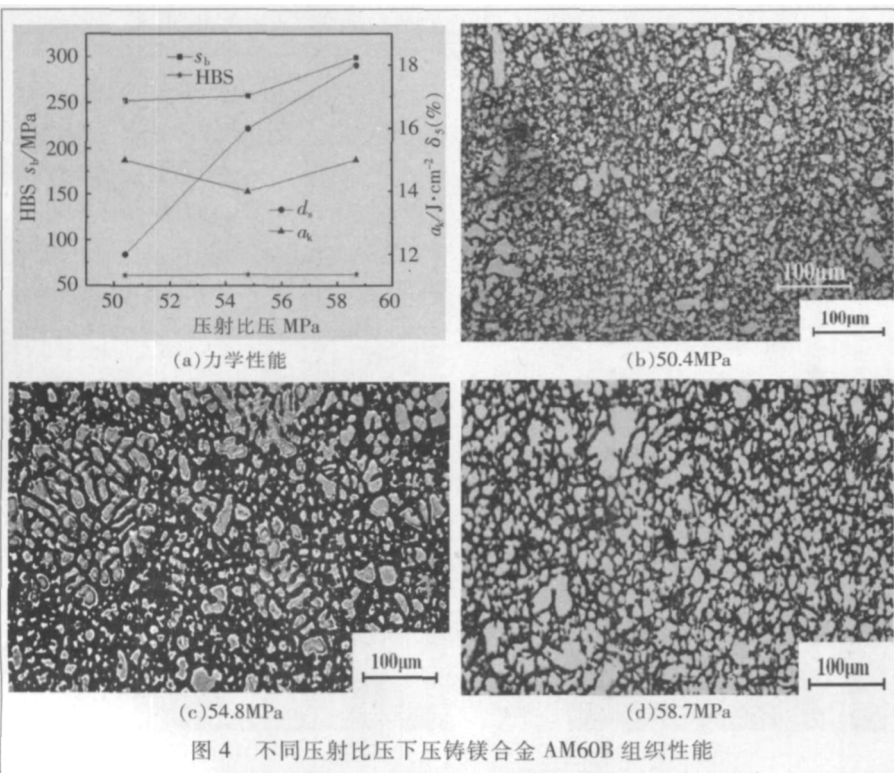 300
250
200
150
100
50
HBS s_b/MPa
s_b
HBS
d_s
a_k
18
16
14
12
a_k/J·cm⁻² δ₅(%)
50
52
54
56
58
60
压射比压 MPa
(a)力学性能
100μm
100μm
(b)50.4MPa
100μm
(c)54.8MPa
100μm
(d)58.7MPa
图 4 不同压射比压下压铸镁合金 AM60B 组织性能